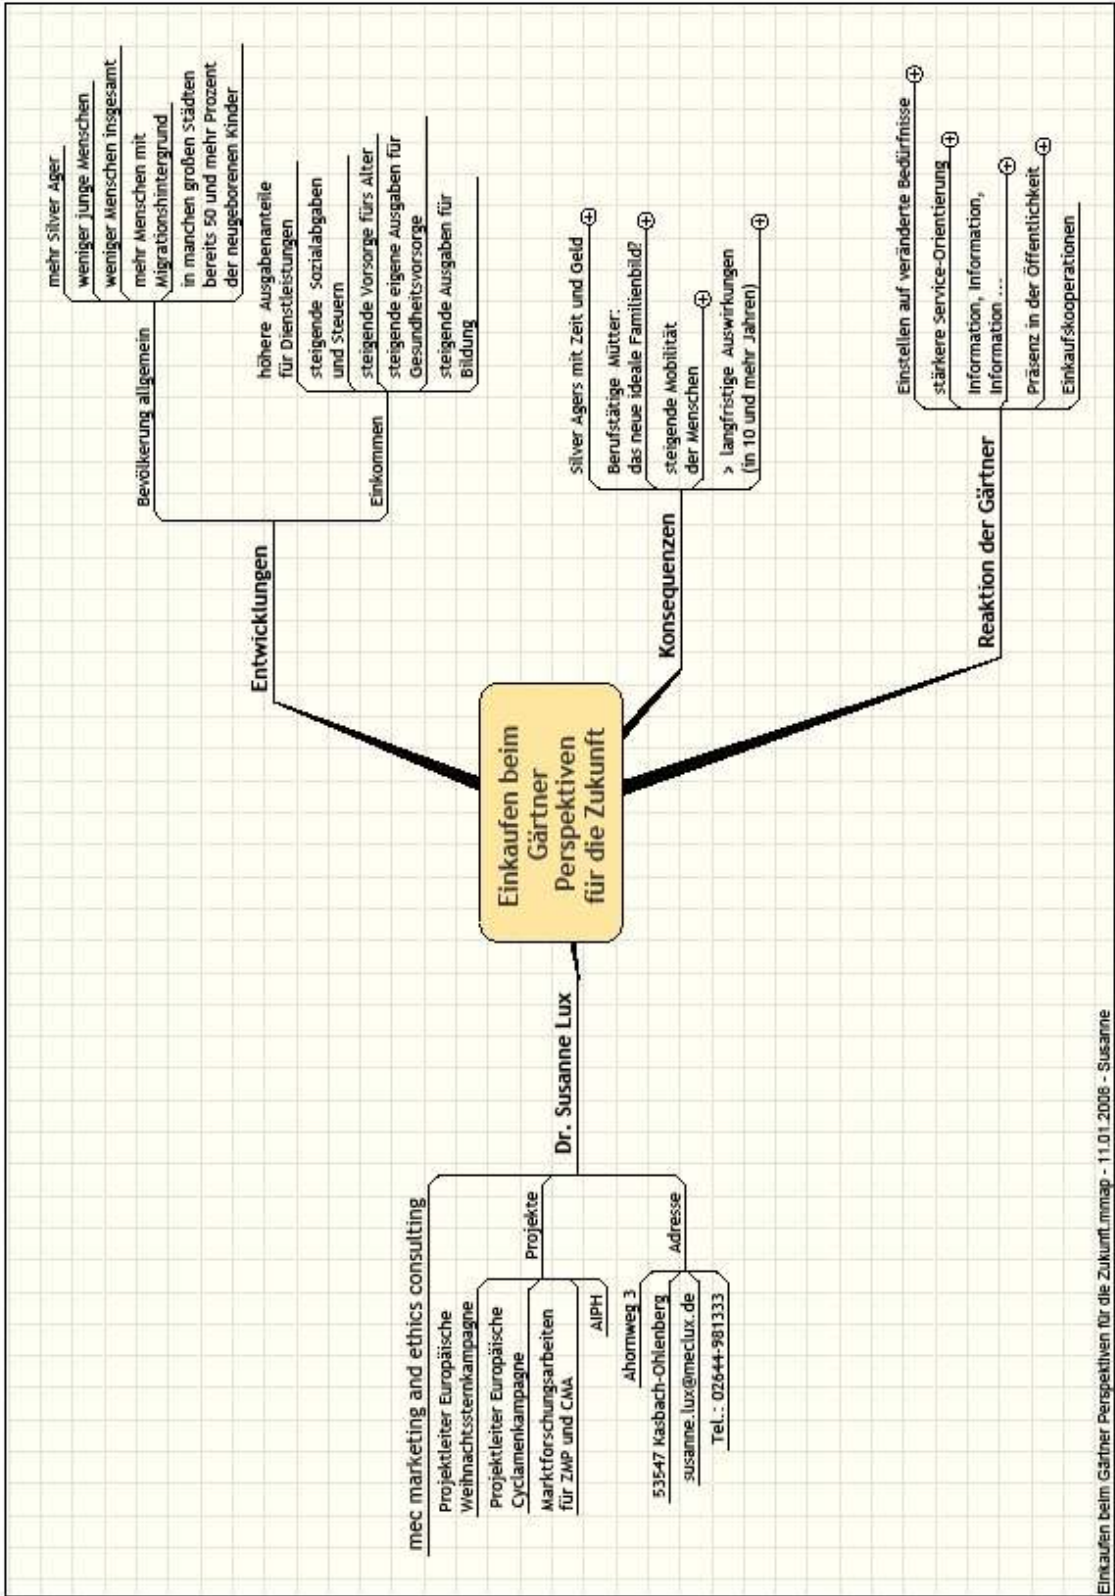 Einkaufen beim
Gärtner
Perspektiven
für die Zukunft
Dr. Susanne Lux
mec marketing and ethics consulting
Projekte
Projektleiter Europäische
Weihnachtssternkampagne
Projektleiter Europäische
Cyclamenkampagne
Marktforschungsarbeiten
für ZMP und CMA
AIPH
Adresse
Ahornweg 3
53547 Kasbach-Ohlenberg
susanne.lux@meclux.de
Tel.: 02644-981333
Entwicklungen
Bevölkerung allgemein
mehr Silver Ager
weniger junge Menschen
weniger Menschen insgesamt
mehr Menschen mit
Migrationshintergrund
in manchen großen Städten
bereits 50 und mehr Prozent
der neugeborenen Kinder
Einkommen
höhere Ausgabenanteile
für Dienstleistungen
steigende Sozialabgaben
und Steuern
steigende Vorsorge fürs Alter
steigende eigene Ausgaben für
Gesundheitsvorsorge
steigende Ausgaben für
Bildung
Konsequenzen
Silver Agers mit Zeit und Geld
Berufstätige Mütter:
das neue ideale Familienbild?
steigende Mobilität
der Menschen
> langfristige Auswirkungen
(in 10 und mehr Jahren)
Reaktion der Gärtner
Einstellen auf veränderte Bedürfnisse
stärkere Service-Orientierung
Information, Information,
Information ...
Präsenz in der Öffentlichkeit
Einkaufskooperationen
Einkaufen beim Gärtner Perspektiven für die Zukunft.mmap - 11.01.2008 - Susanne